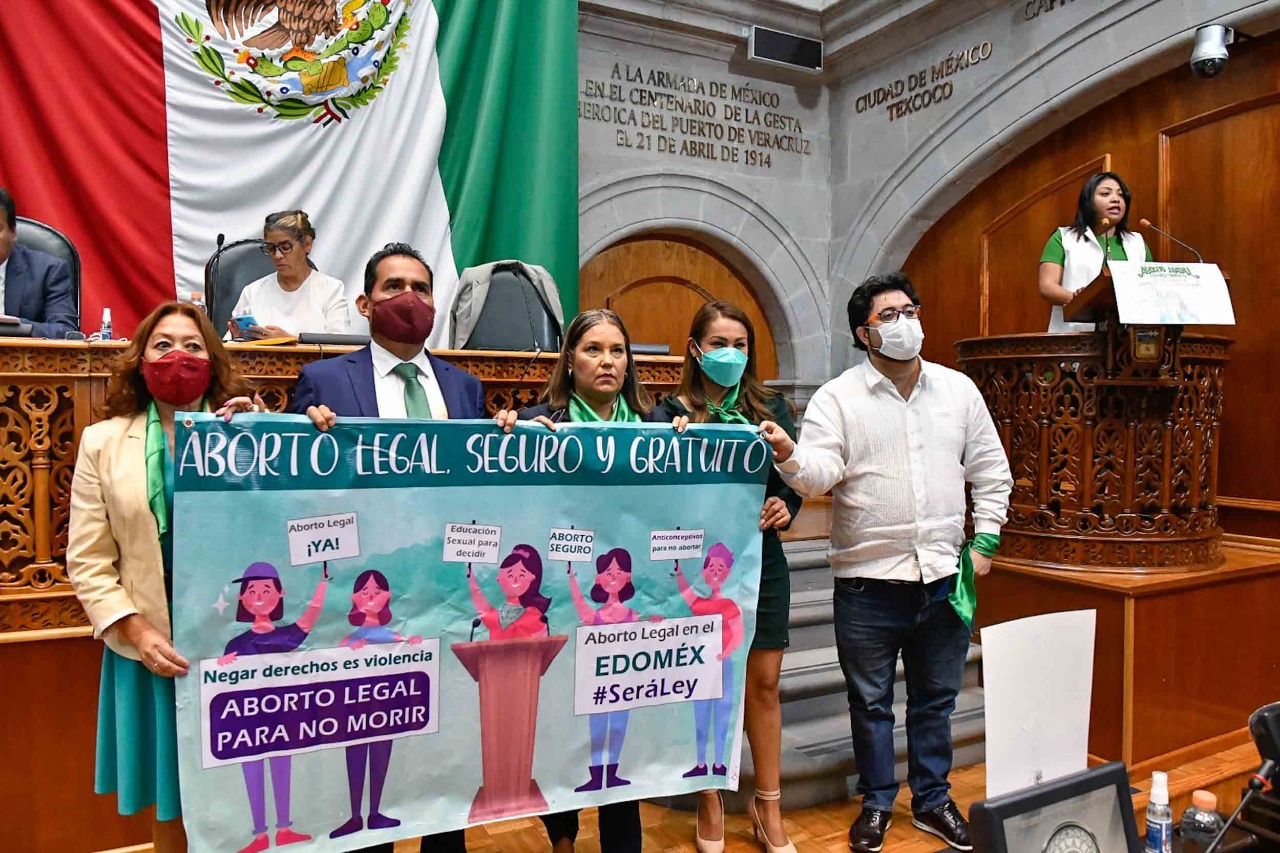 A LA ARMADA DE MÉXICO
EN EL CENTENARIO DE LA GESTA
HEROICA DEL PUERTO DE VERACRUZ
EL 21 DE ABRIL DE 1914
CIUDAD DE MÉXICO
TEXCOCO
ABORTO LEGAL, SEGURO Y GRATUITO
Aborto Legal
¡YA!
Educación
Sexual para
decidir
ABORTO
SEGURO
Anticonceptivos
para no abortar
Negar derechos es violencia
ABORTO LEGAL
PARA NO MORIR
Aborto Legal en el
EDOMÉX
#SeráLey